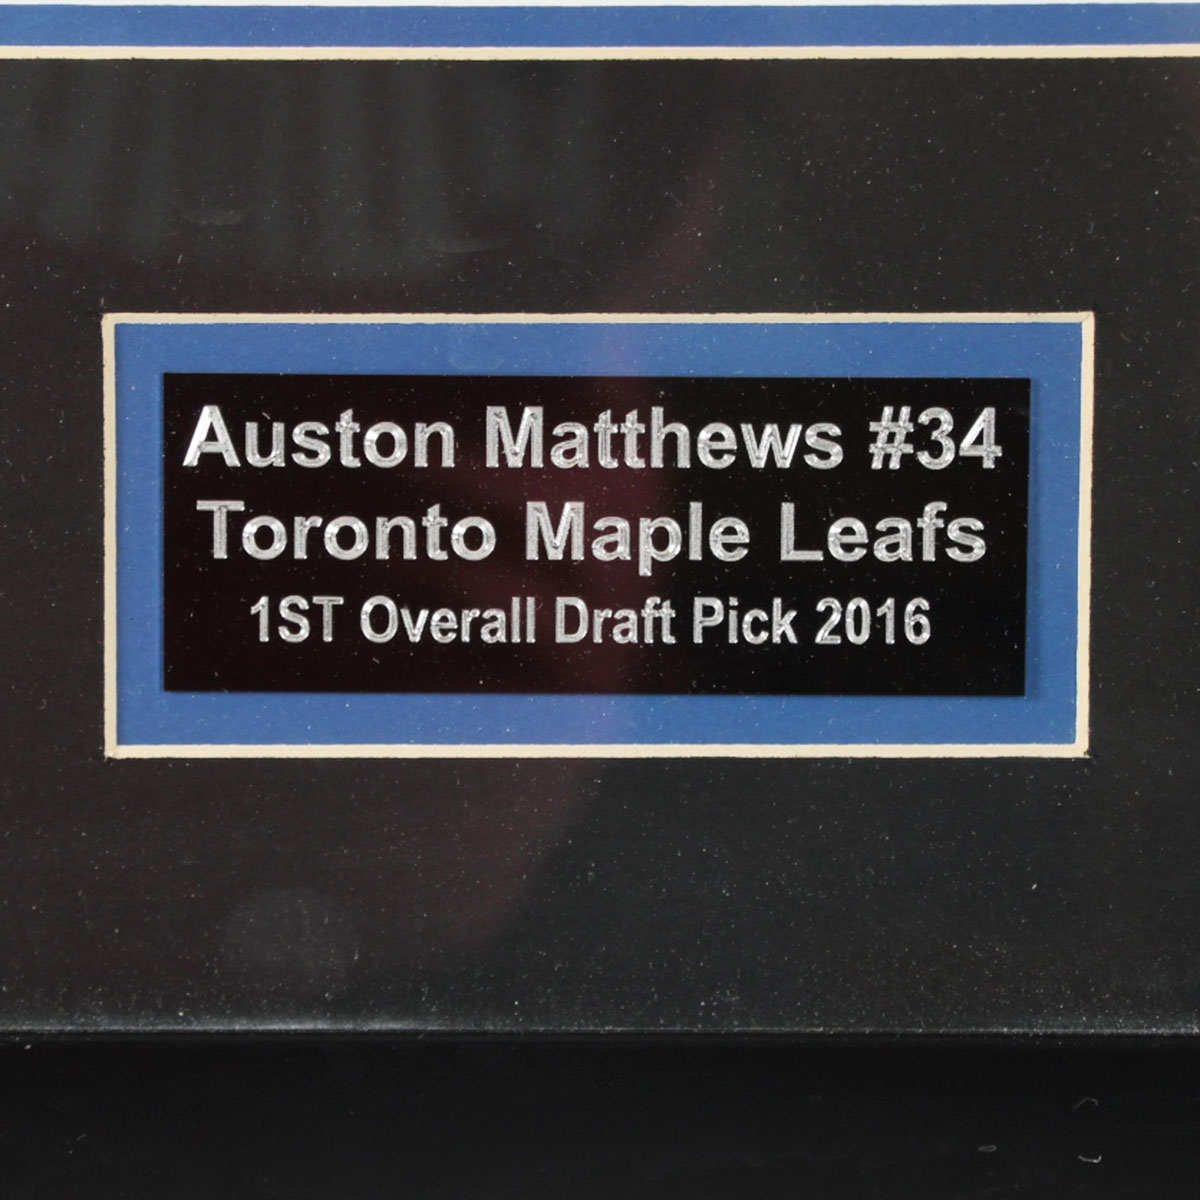 Auston Matthews #34
Toronto Maple Leafs
1ST Overall Draft Pick 2016